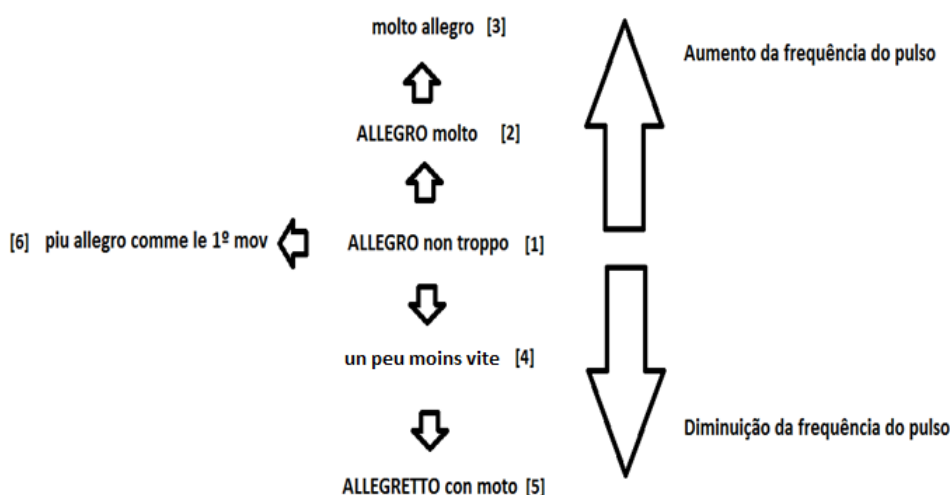 molto allegro [3]
Aumento da frequência do pulso
ALLEGRO molto [2]
[6] piu allegro comme le 1º mov
ALLEGRO non troppo [1]
un peu moins vite [4]
Diminuição da frequência do pulso
ALLEGRETTO con moto [5]